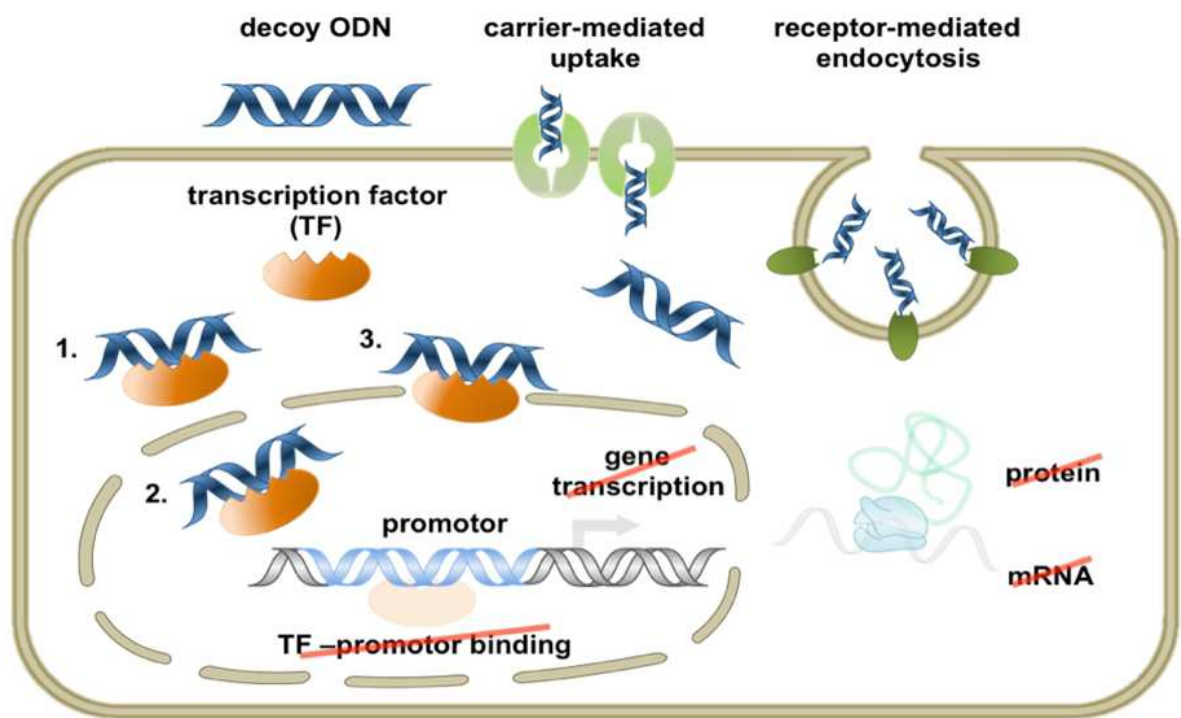 decoy ODN
carrier-mediated
uptake
receptor-mediated
endocytosis
transcription factor
(TF)
1.
3.
2.
gene
transcription
promotor
TF –promotor binding
protein
mRNA